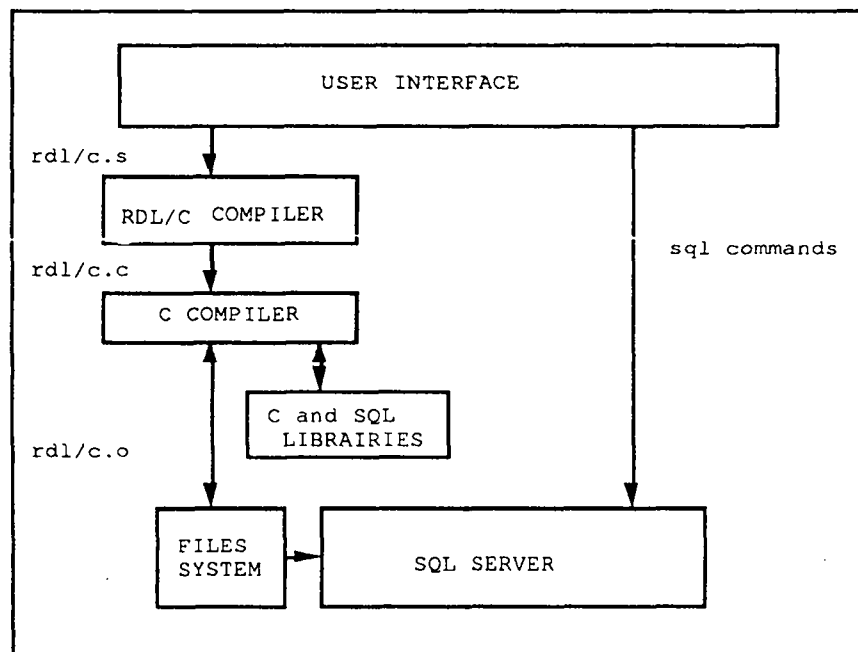 USER INTERFACE
rdl/c.s
RDL/C COMPILER
rdl/c.c
sql commands
C COMPILER
C and SQL
LIBRAIRIES
rdl/c.o
FILES
SYSTEM
SQL SERVER